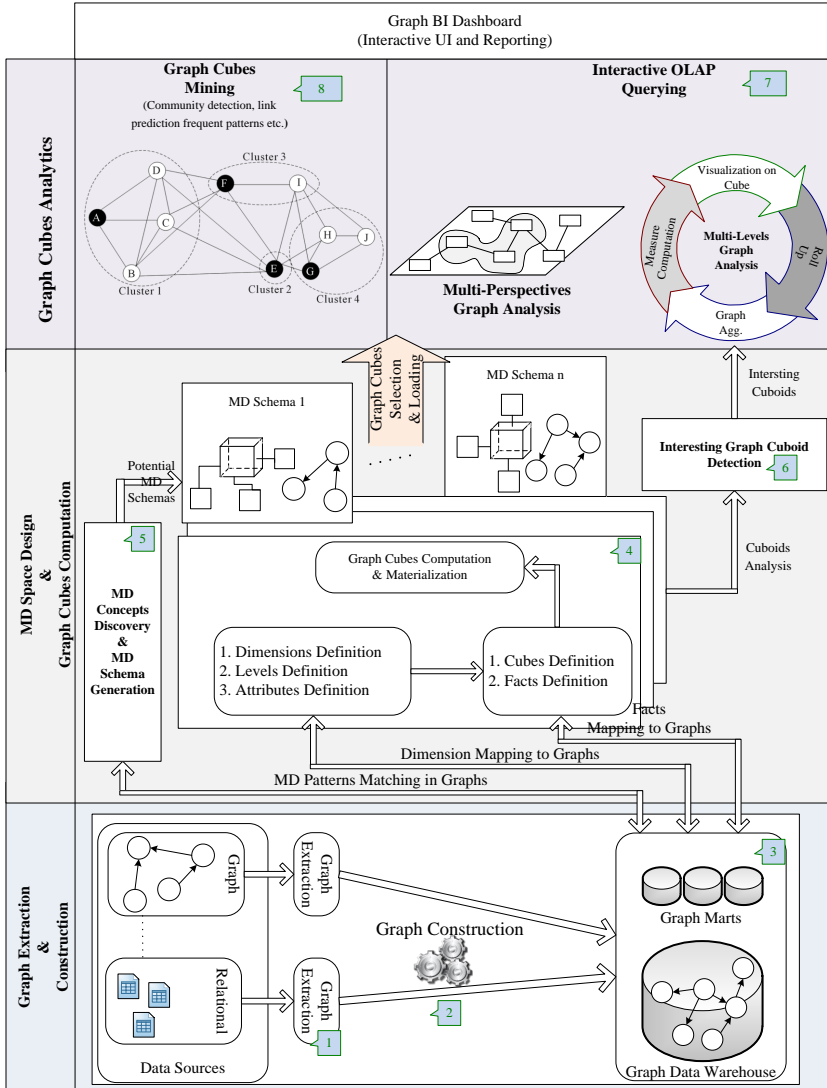 Graph BI Dashboard
(Interactive UI and Reporting)
Graph Cubes Analytics
Graph Cubes
Mining
(Community detection, link
prediction frequent patterns etc.)
8
Cluster 3
D
F
I
A
C
H
J
B
E
G
Cluster 1
Cluster 2
Cluster 4
Interactive OLAP
Querying
7
Multi-Perspectives
Graph Analysis
Visualization on
Cube
Roll
Up
Measure Computation
Multi-Levels
Graph
Analysis
Graph
Agg.
MD Space Design
&
Graph Cubes Computation
Graph Cubes
Selection
& Loading
MD Schema 1
. . . . .
MD Schema n
Intersting
Cuboids
Interesting Graph Cuboid
Detection
6
Potential
MD
Schemas
5
MD
Concepts
Discovery
&
MD
Schema
Generation
4
Graph Cubes Computation
& Materialization
Cuboids
Analysis
1. Dimensions Definition
2. Levels Definition
3. Attributes Definition
1. Cubes Definition
2. Facts Definition
Facts
Mapping to Graphs
Dimension Mapping to Graphs
MD Patterns Matching in Graphs
Graph Extraction
&
Construction
Graph
Graph
Extraction
Relational
Graph
Extraction
1
Data Sources
Graph Construction
2
3
Graph Marts
Graph Data Warehouse